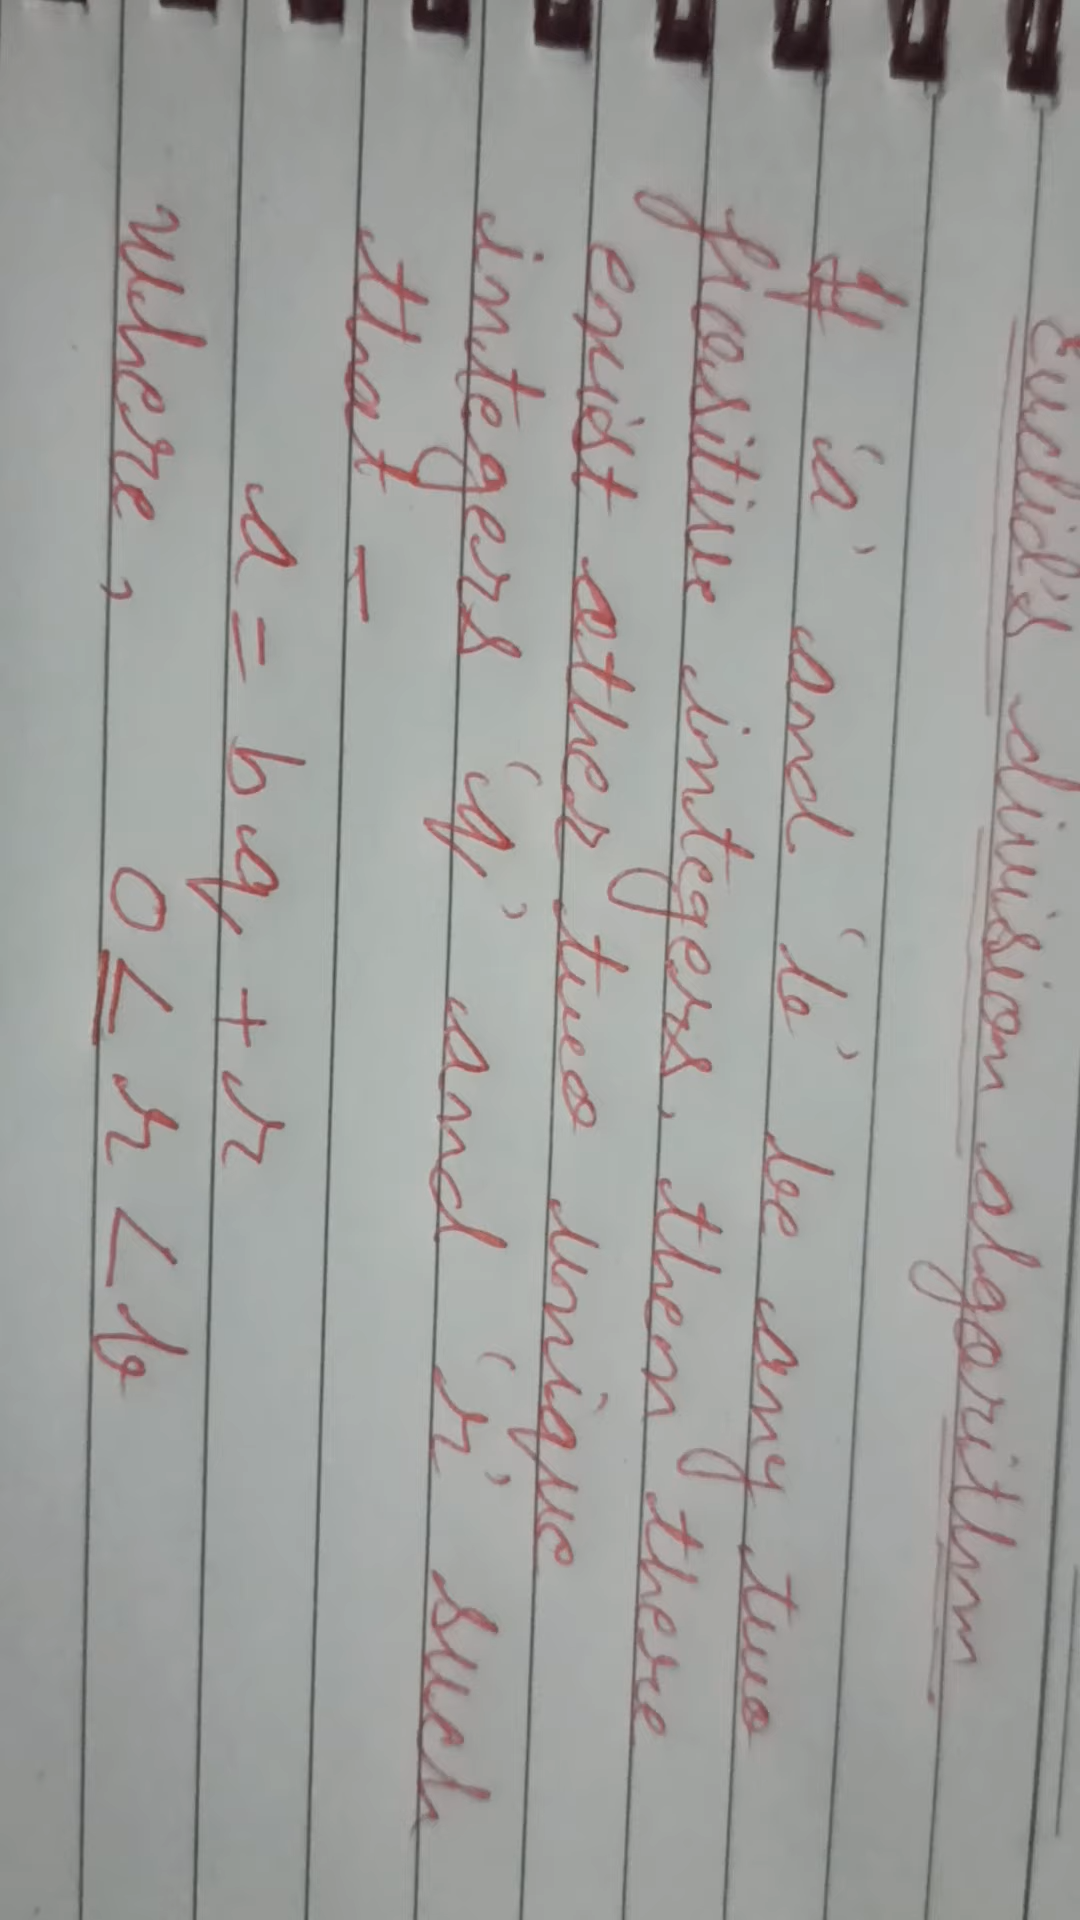 Euclid's division algorithm
If 'a' and 'b' be any two
positive integers, then there
exist other two unique
integers 'q' and 'r' such
that -
a = bq + r
where, 0 ≤ r < b